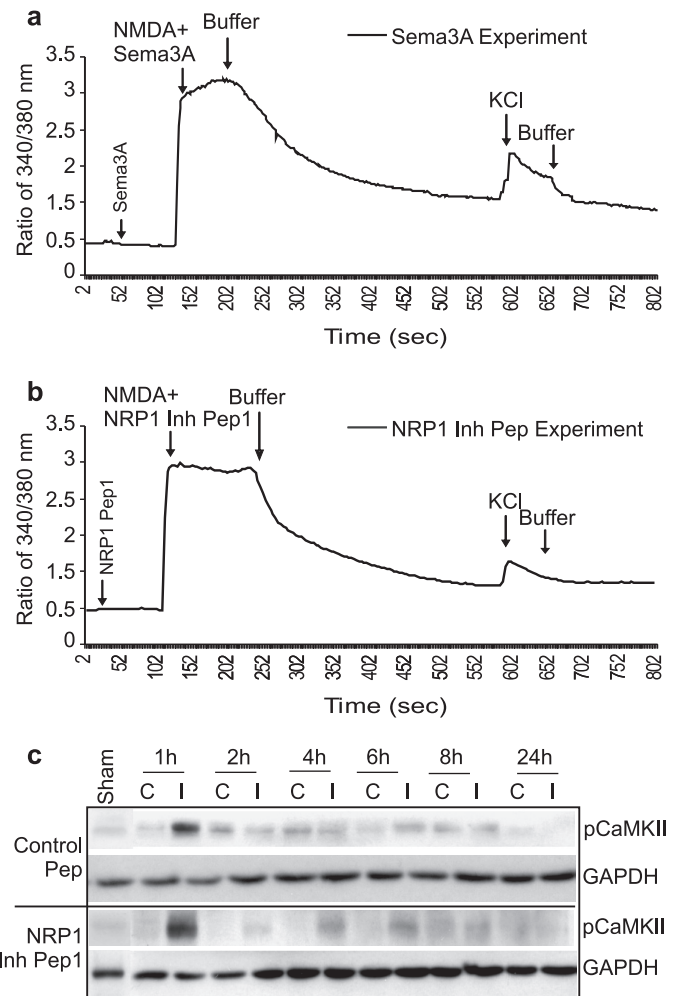 a
NMDA+
Sema3A
Buffer
Sema3A Experiment
Sema3A
KCl
Buffer
Ratio of 340/380 nm
3.5
3
2
1.5
0.5
0
2 52 102 152 202 252 302 352 402 452 502 552 602 652 702 752 802
Time (sec)
b
NMDA+
NRP1 Inh Pep1
Buffer
NRP1 Inh Pep Experiment
NRP1 Pep1
KCl
Buffer
Ratio of 340/380 nm
3.5
3
2.5
2
1.5
0.5
0
2 52 102 152 202 252 302 352 402 452 502 552 602 652 702 752 802
Time (sec)
c
Sham 1h 2h 4h 6h 8h 24h
C I C I C I C I C I C I
Control
Pep
pCaMKII
GAPDH
NRP1
Inh Pep1
pCaMKII
GAPDH